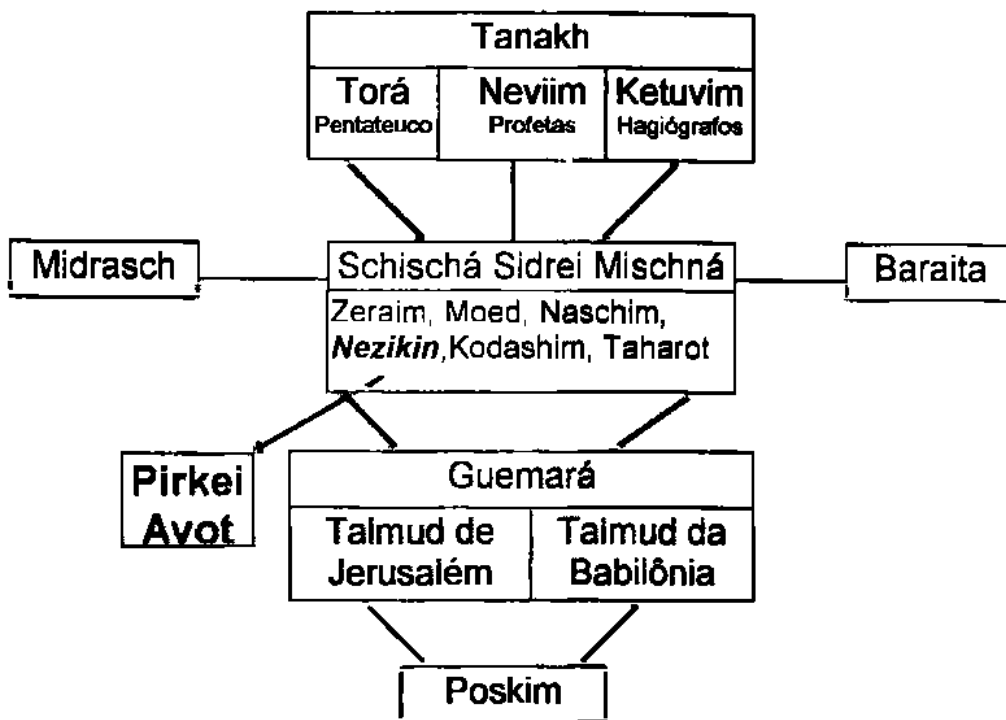 Tanakh
Torá
Pentateuco
Neviim
Profetas
Ketuvim
Hagiógrafos
Midrasch
Schischá Sidrei Mischná
Baraita
Zeraim, Moed, Naschim,
Nezikin,Kodashim, Taharot
Pirkei
Avot
Guemará
Talmud de
Jerusalém
Talmud da
Babilônia
Poskim